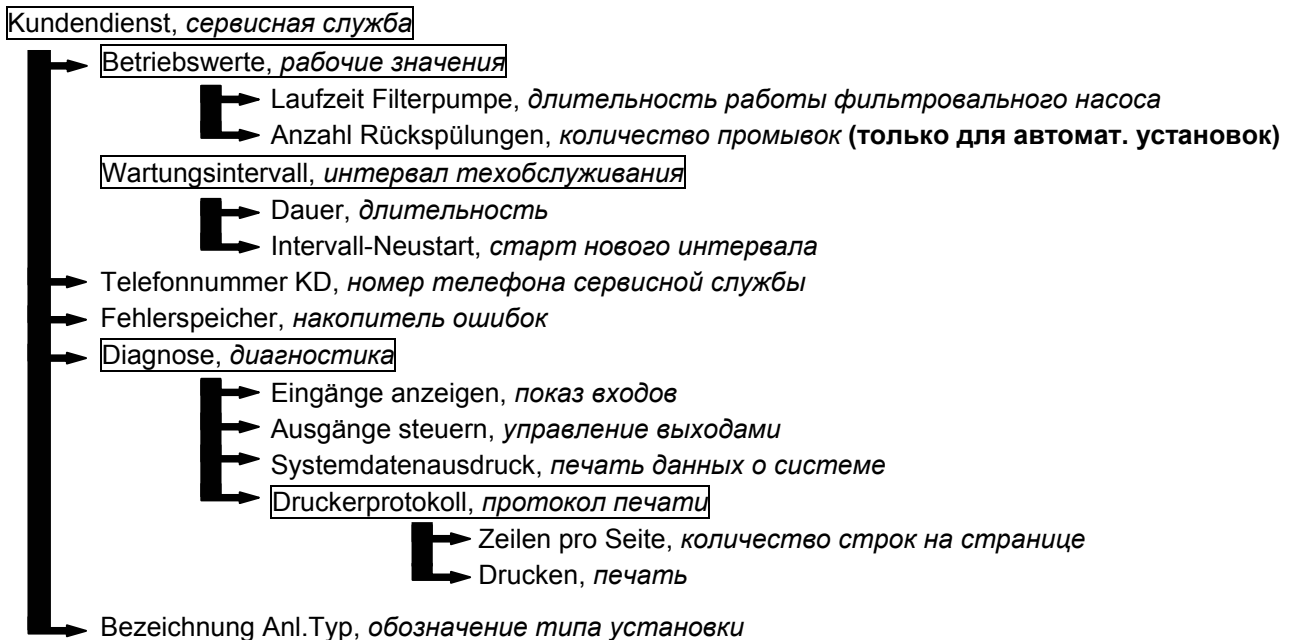 Kundendienst, сервисная служба
Betriebswerte, рабочие значения
Laufzeit Filterpumpe, длительность работы фильтровального насоса
Anzahl Rückspülungen, количество промывок (только для автомат. установок)
Wartungsintervall, интервал техобслуживания
Dauer, длительность
Intervall-Neustart, старт нового интервала
Telefonnummer KD, номер телефона сервисной службы
Fehlerspeicher, накопитель ошибок
Diagnose, диагностика
Eingänge anzeigen, показ входов
Ausgänge steuern, управление выходами
Systemdatenausdruck, печать данных о системе
Druckerprotokoll, протокол печати
Zeilen pro Seite, количество строк на странице
Drucken, печать
Bezeichnung Anl.Typ, обозначение типа установки